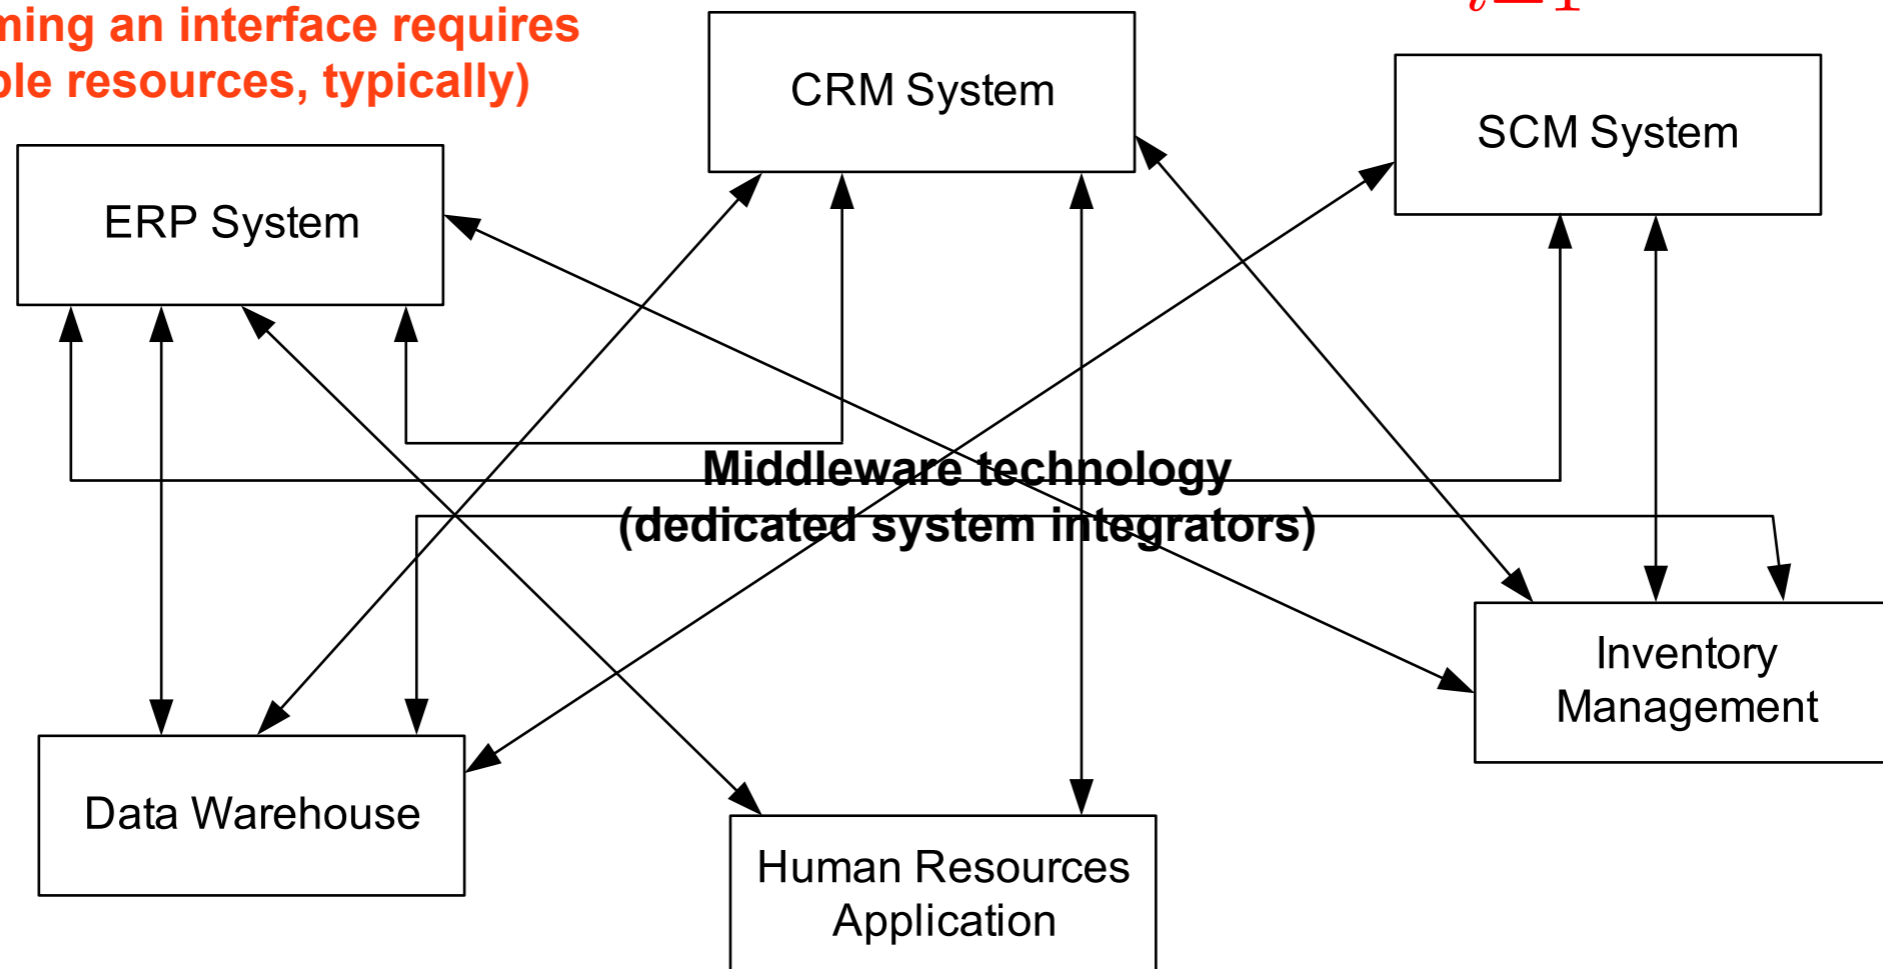 ming an interface requires
ple resources, typically)
i=1
CRM System
SCM System
ERP System
Middleware technology
(dedicated system integrators)
Inventory
Management
Data Warehouse
Human Resources
Application